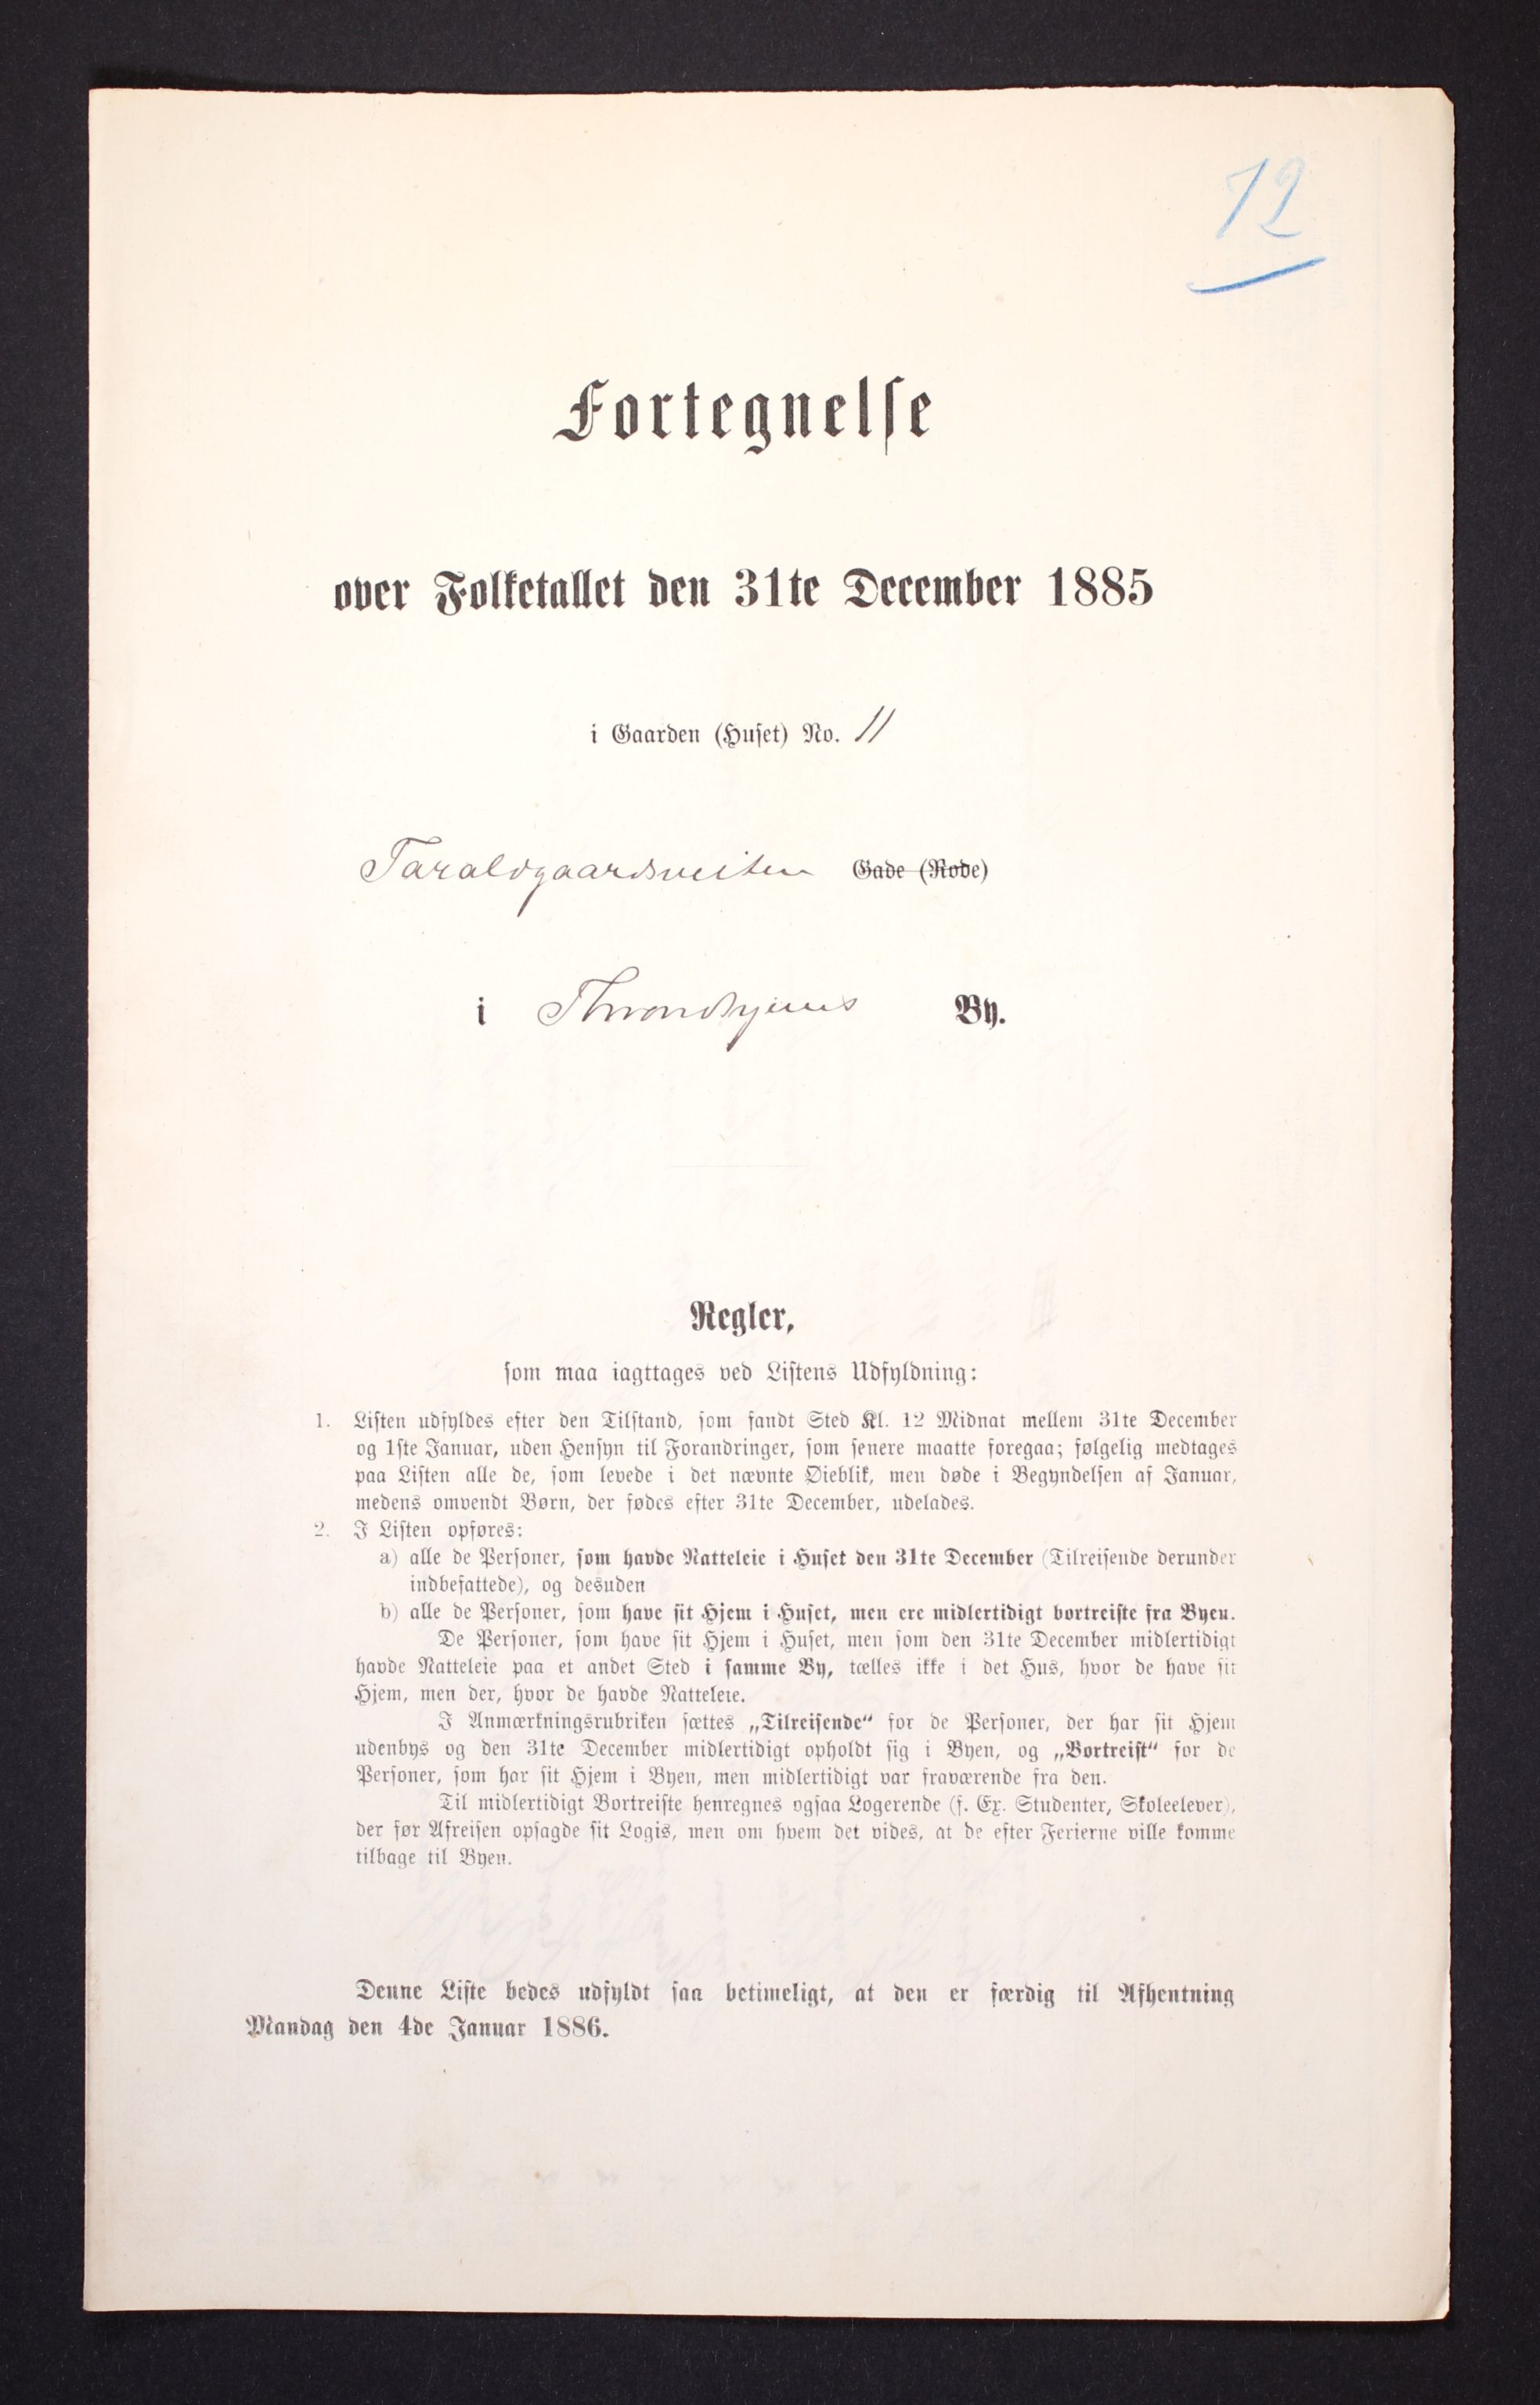 72
Fortegnelse
over Folketallet den 31te December 1885
i Gaarden (Huset) No. 11
Taraldgaardsveiten Gade (Rode)
i Throndhjems By.
Regler,
som maa iagttages ved Listens Udfyldning:
1. Listen udfyldes efter den Tilstand, som fandt Sted Kl. 12 Midnat mellem 31te December
og 1ste Januar, uden Hensyn til Forandringer, som senere maatte foregaa; følgelig medtages
paa Listen alle de, som levede i det nævnte Øieblik, men døde i Begyndelsen af Januar,
medens omvendt Børn, der fødes efter 31te December, udelades.
2. I Listen opføres:
a) alle de Personer, som havde Natteleie i Huset den 31te December (Tilreisende derunder
indbefattede), og desuden
b) alle de Personer, som have sit Hjem i Huset, men ere midlertidigt bortreiste fra Byen.
De Personer, som have sit Hjem i Huset, men som den 31te December midlertidigt
havde Natteleie paa et andet Sted i samme By, tælles ikke i det Hus, hvor de have sit
Hjem, men der, hvor de havde Natteleie.
I Anmærkningsrubriken sættes „Tilreisende“ for de Personer, der har sit Hjem
udenbys og den 31te December midlertidigt opholdt sig i Byen, og „Bortreist“ for de
Personer, som har sit Hjem i Byen, men midlertidigt var fraværende fra den.
Til midlertidigt Bortreiste henregnes ogsaa Logerende (f. Ex. Studenter, Skoleelever),
der før Afreisen opsagde sit Logis, men om hvem det vides, at de efter Ferierne ville komme
tilbage til Byen.
Denne Liste bedes udfyldt saa betimeligt, at den er færdig til Afhentning
Mandag den 4de Januar 1886.